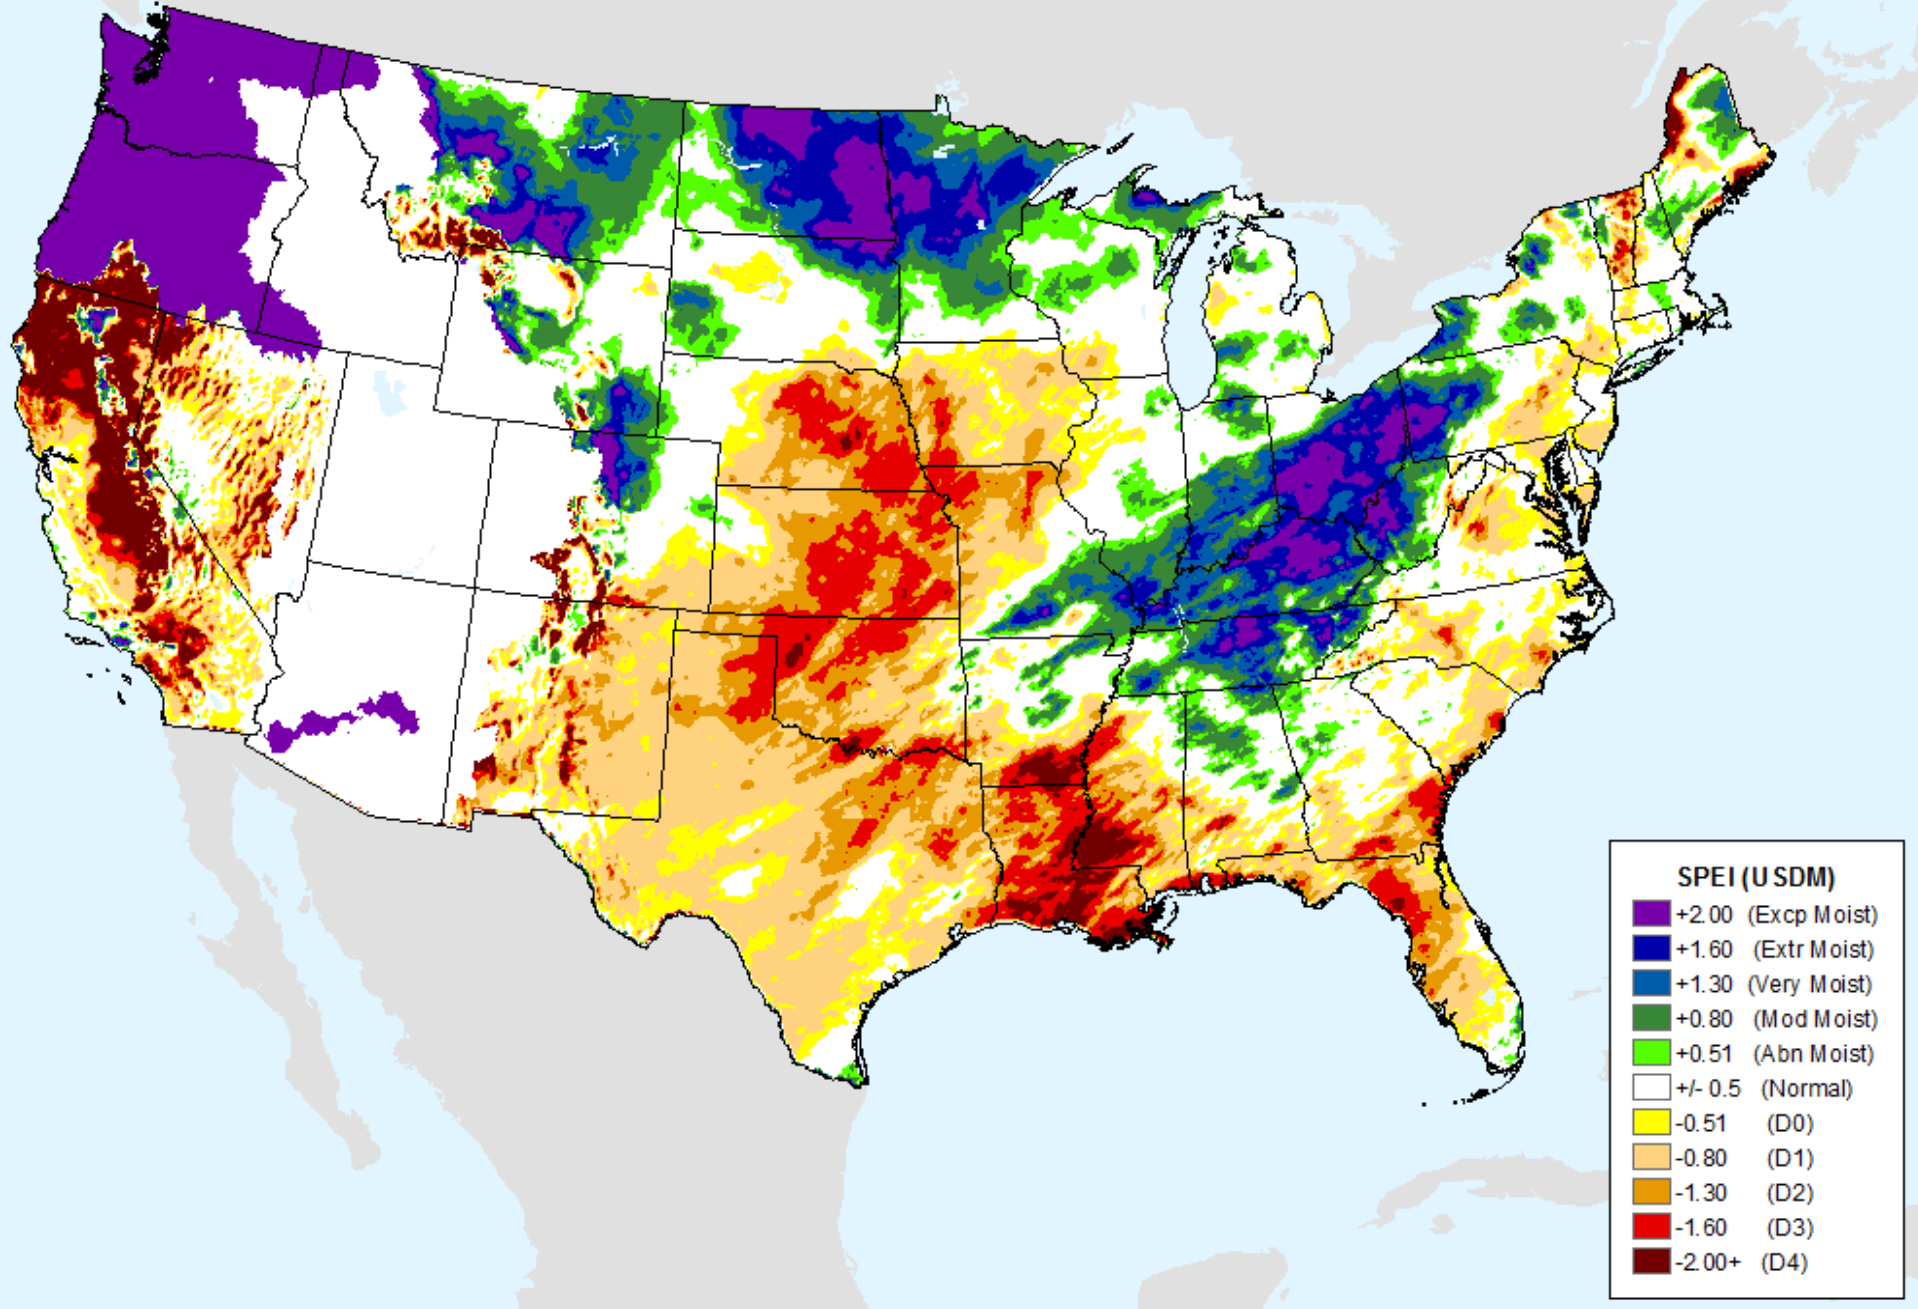 SPEI (USDM)
+2.00 (Excp Moist)
+1.60 (Extr Moist)
+1.30 (Very Moist)
+0.80 (Mod Moist)
+0.51 (Abn Moist)
+/- 0.5 (Normal)
-0.51 (D0)
-0.80 (D1)
-1.30 (D2)
-1.60 (D3)
-2.00+ (D4)